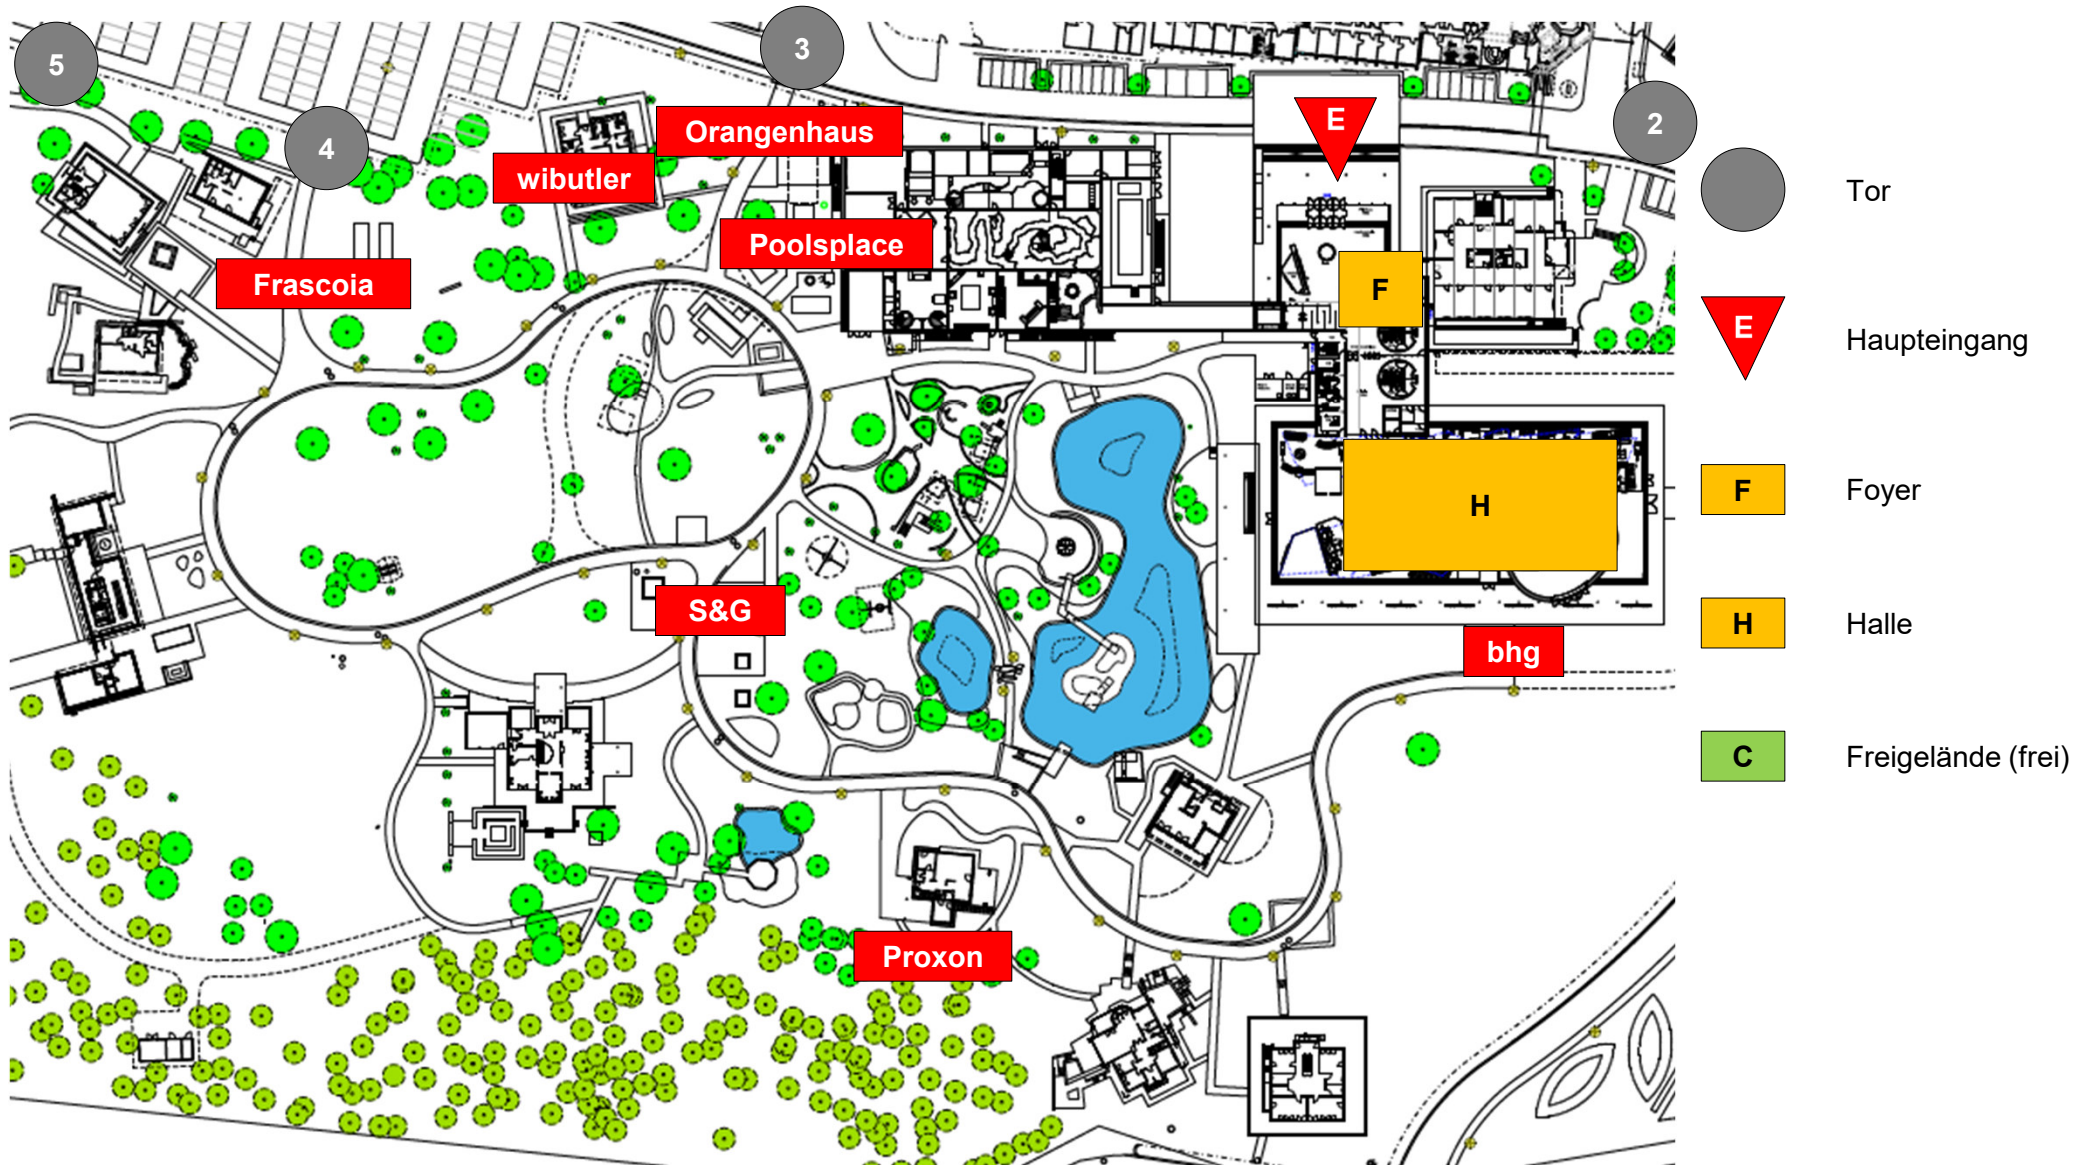 5
3
4
Orangenhaus
wibutler
Poolsplace
Frascoia
E
2
F
H
S&G
bhg
Proxon
Tor
E
Haupteingang
F
Foyer
H
Halle
C
Freigelände (frei)